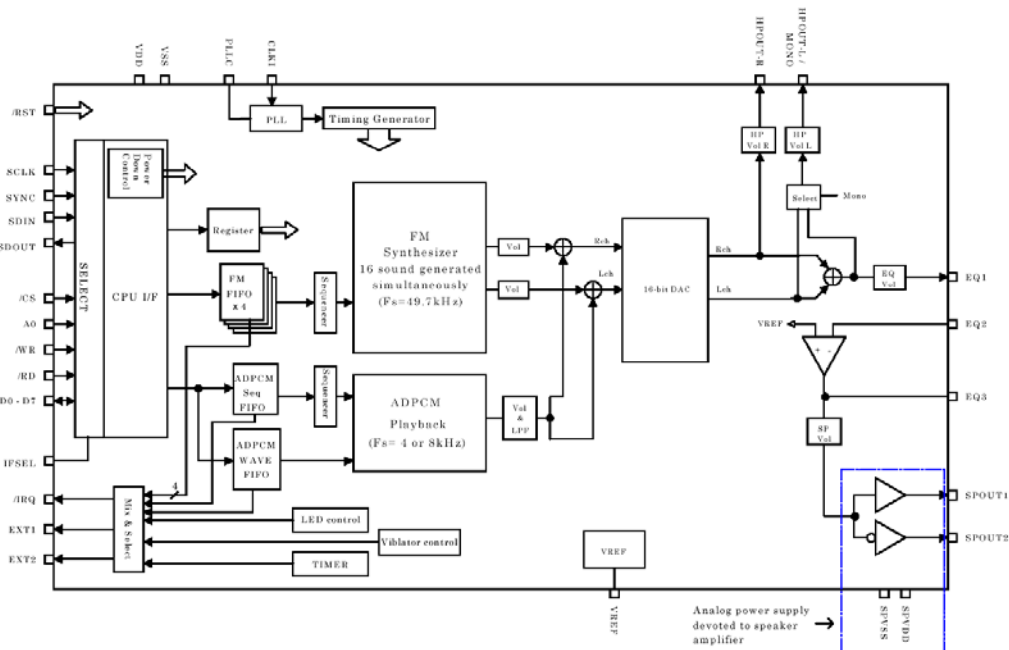 VDD
VSS
PLLC
CLKI
HPOUT-R
HPOUT-L /
MONO
/RST
PLL
Timing Generator
HP
Vol R
HP
Vol L
SCLK
SYNC
SDIN
SDOUT
/CS
A0
/WR
/RD
D0 - D7
IFSEL
/IRQ
EXT1
EXT2
SELECT
CPU I/F
Power
Down
Control
Register
FM
FIFO
x 4
Sequencer
FM
Synthesizer
16 sound generated
simultaneously
(Fs=49.7kHz)
Vol
Vol
Rch
Lch
16-bit DAC
Rch
Lch
Select
Mono
EQ
Vol
EQ1
VREF
EQ2
+ -
EQ3
SP
Vol
ADPCM
Seq
FIFO
Sequencer
ADPCM
Playback
(Fs= 4 or 8kHz)
Vol
&
LPF
ADPCM
WAVE
FIFO
4
Mix & Select
LED control
Viblator control
TIMER
VREF
VREF
SPOUT1
SPOUT2
Analog power supply
devoted to speaker
amplifier
SPVSS
SPVDD